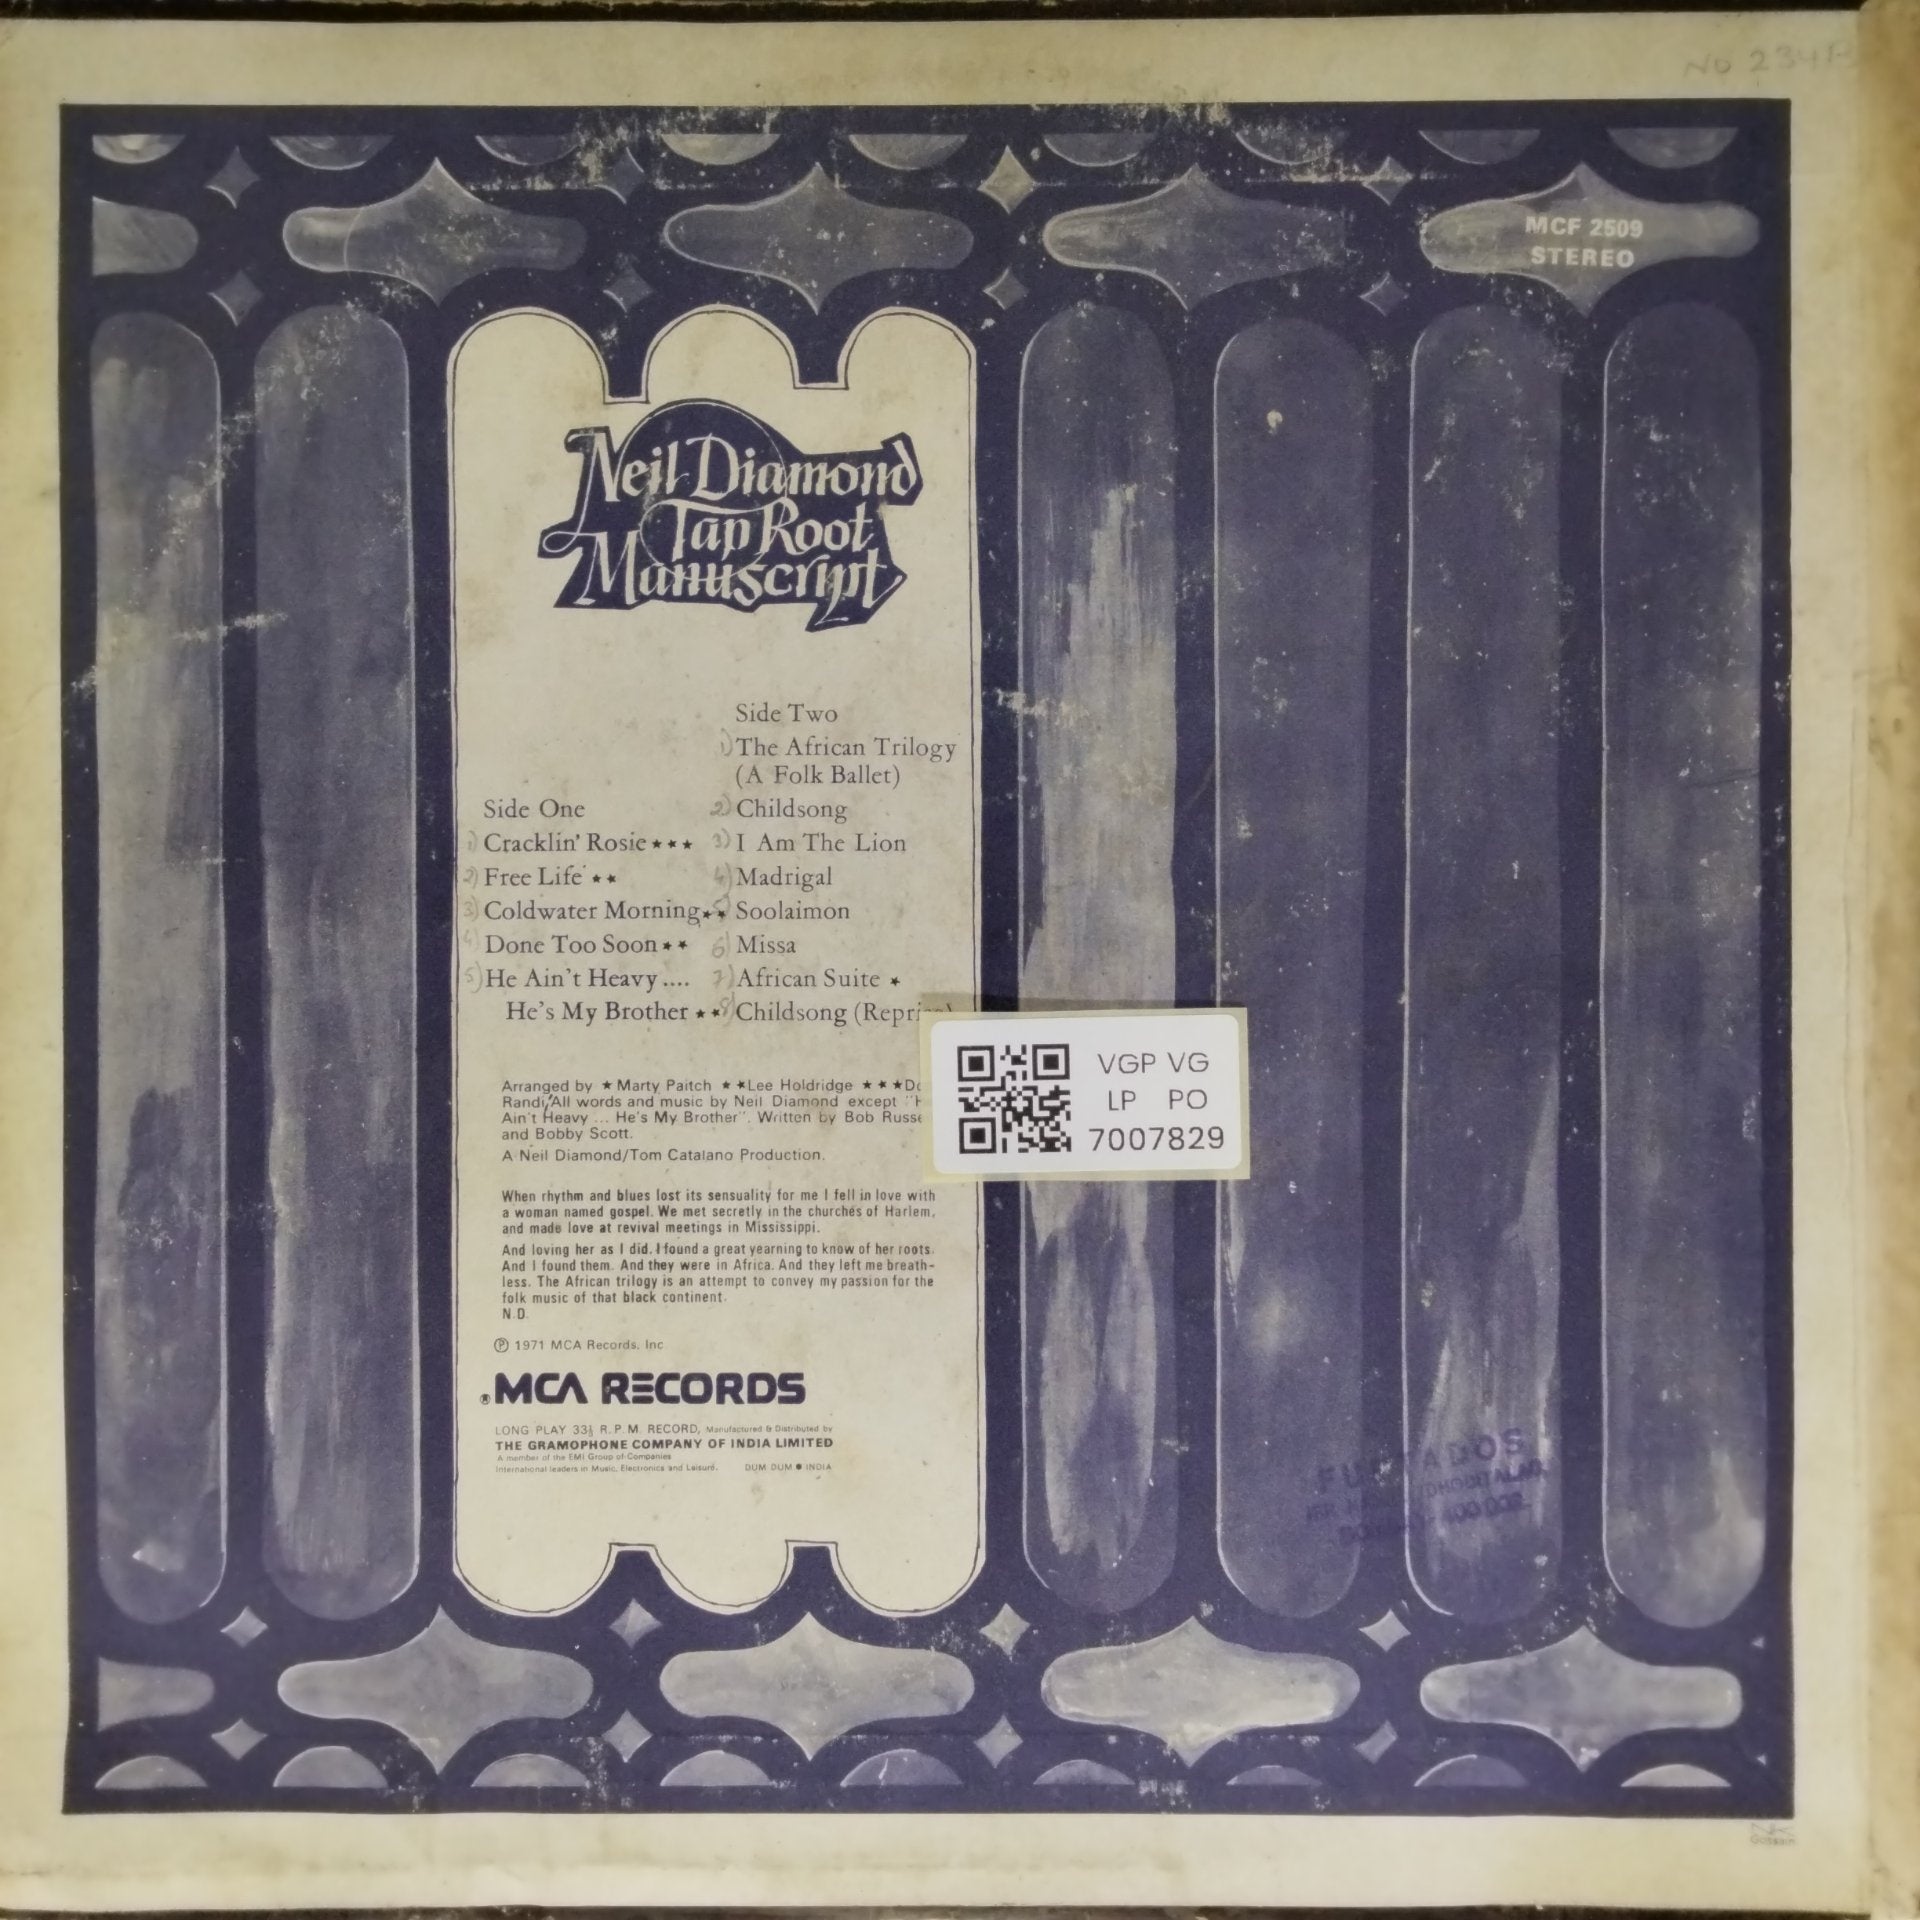 No 234
MCF 2509
STEREO
Neil Diamond
Tap Root
Manuscript
Side One
1) Cracklin' Rosie ★★★
2) Free Life ★★
3) Coldwater Morning ★★
4) Done Too Soon ★★
5) He Ain't Heavy ....
He's My Brother ★★
Side Two
1) The African Trilogy
(A Folk Ballet)
2) Childsong
3) I Am The Lion
4) Madrigal
5) Soolaimon
6) Missa
7) African Suite ★
8) Childsong
Arranged by ★ Marty Paitch ★★ Lee Holdridge ★★★
Randi, All words and music by Neil Diamond except
Ain't Heavy ... He's My Brother". Written by Bob
and Bobby Scott.
A Neil Diamond/Tom Catalano Production.
When rhythm and blues lost its sensuality for me I fell in love with
a woman named gospel. We met secretly in the churches of Harlem,
and made love at revival meetings in Mississippi.
And loving her as I did. I found a great yearning to know of her roots.
And I found them. And they were in Africa. And they left me breath-
less. The African trilogy is an attempt to convey my passion for the
folk music of that black continent.
N.D.
℗ 1971 MCA Records. Inc
® MCA RECORDS
LONG PLAY 33⅓ R.P.M. RECORD, Manufactured & Distributed by
THE GRAMOPHONE COMPANY OF INDIA LIMITED
A member of the EMI Group of Companies
International leaders in Music, Electronics and Leisure. DUM DUM ● INDIA
VGP VG
LP PO
7007829
Gossain